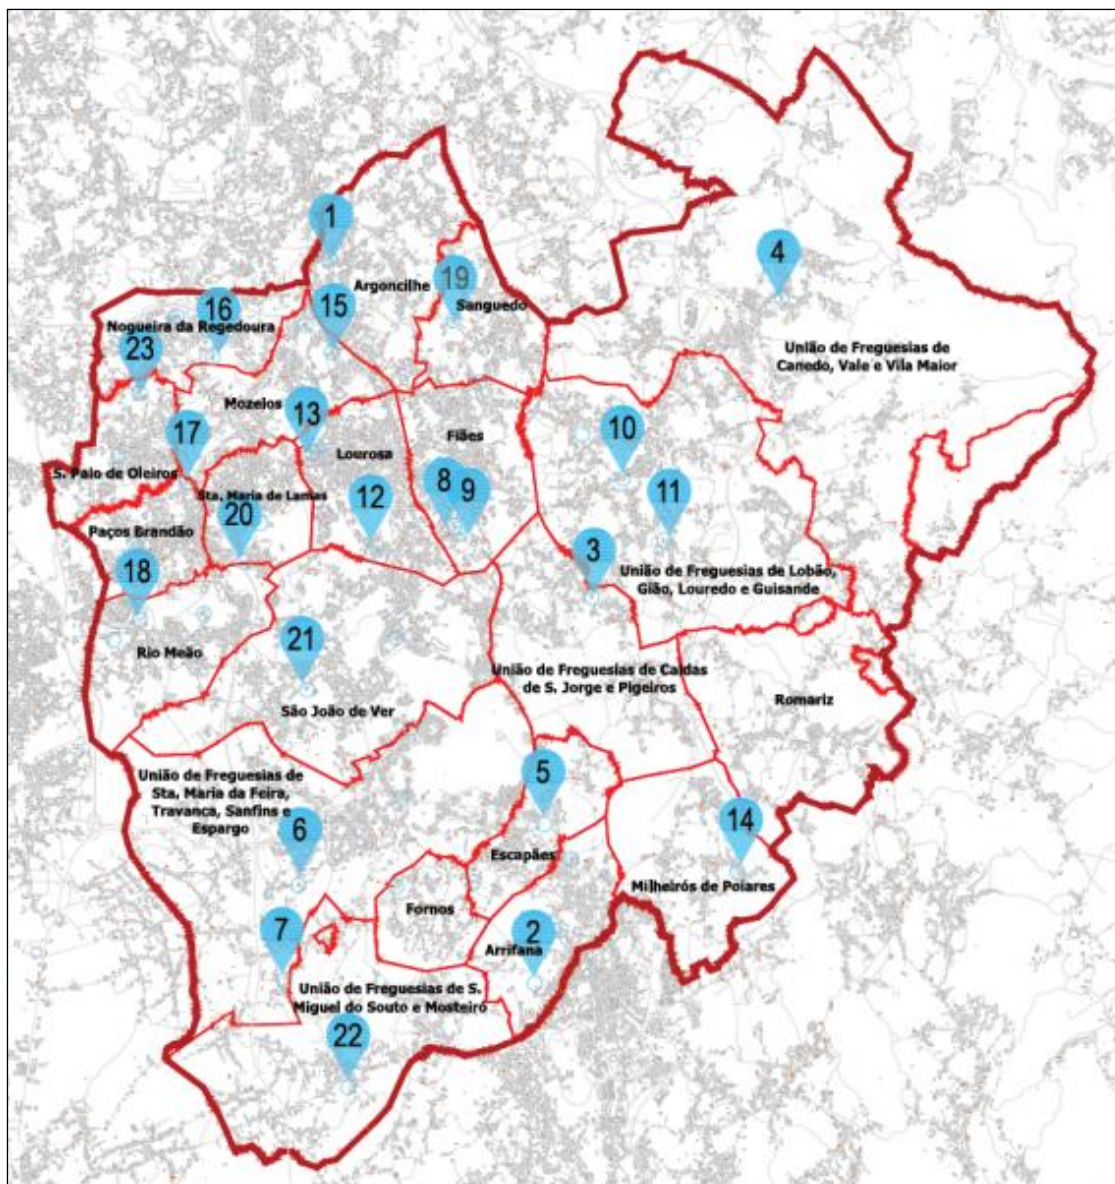 1
4
Argoncilhe
19
Sanguedo
15
16
Nogueira da Regedoura
23
União de Freguesias de
Canedo, Vale e Vila Maior
Mozelos
13
17
Lourosa
Fiães
10
S. Paio de Oleiros
8
9
11
Sta. Maria de Lamas
12
20
Paços Brandão
3
18
União de Freguesias de Lobão,
Gião, Louredo e Guisande
21
Rio Meão
União de Freguesias de Caldas
de S. Jorge e Pigeiros
Romariz
São João de Ver
União de Freguesias de
Sta. Maria da Feira,
Travanca, Sanfins e
Espargo
5
6
14
Escapães
Milheirós de Poiares
Fornos
7
2
Arrifana
União de Freguesias de S.
Miguel do Souto e Mosteirô
22